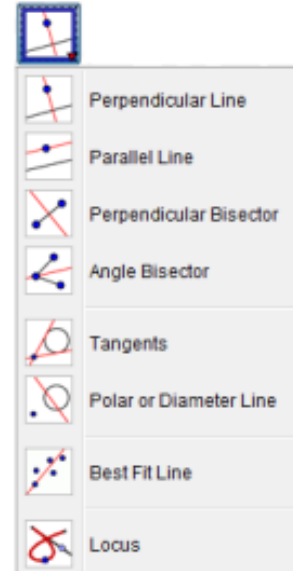 Perpendicular Line
Parallel Line
Perpendicular Bisector
Angle Bisector
Tangents
Polar or Diameter Line
Best Fit Line
Locus